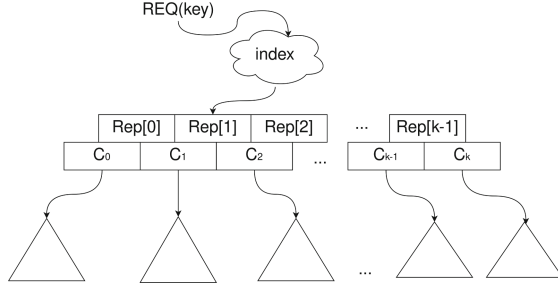 REQ(key)
index
Rep[0] Rep[1] Rep[2] ... Rep[k-1]
C0 C1 C2 ... Ck-1 Ck
...